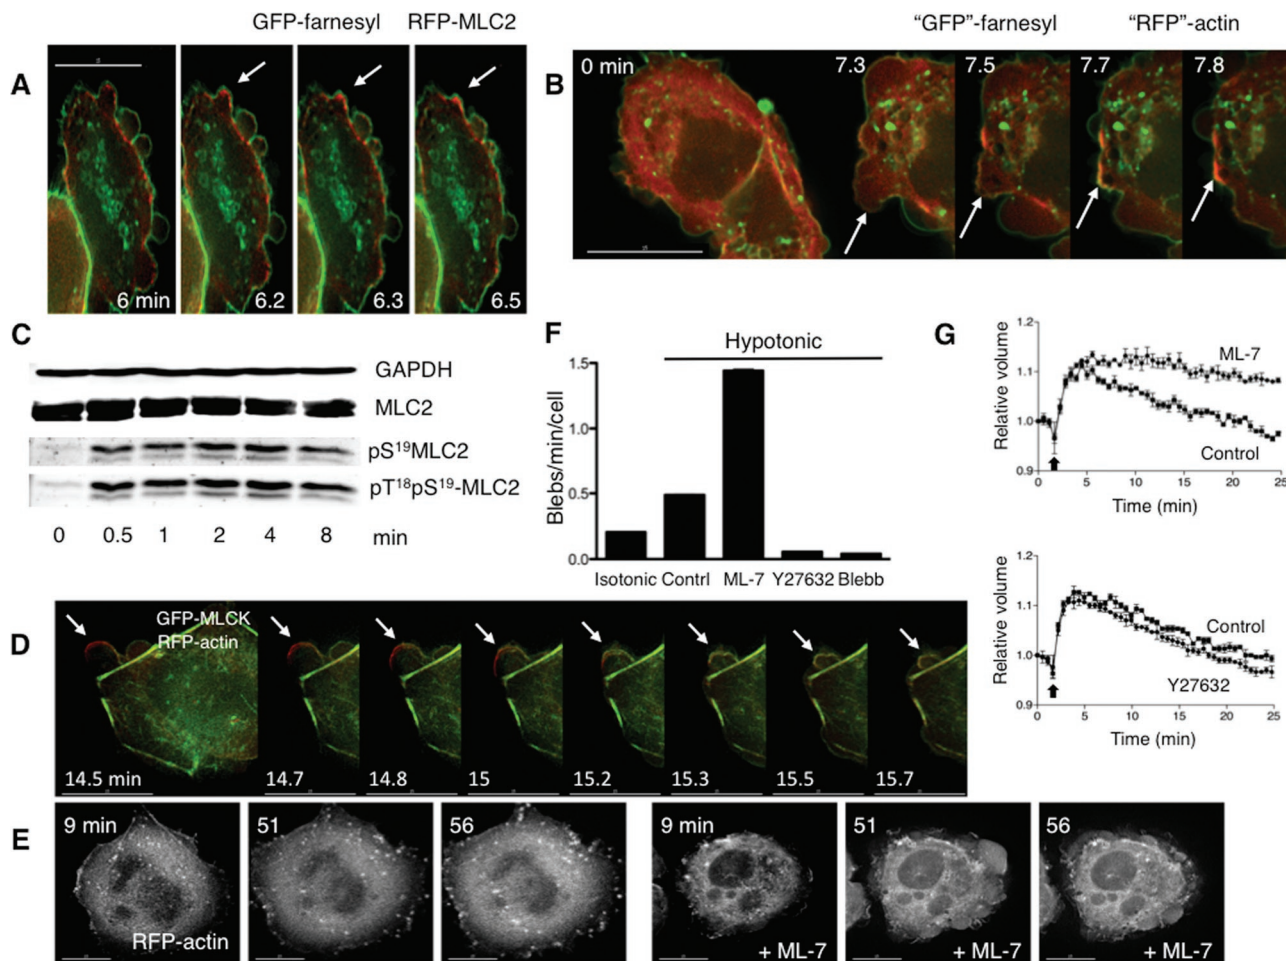 GFP-farnesyl RFP-MLC2
A
6 min 6.2 6.3 6.5
"GFP"-farnesyl "RFP"-actin
B
0 min 7.3 7.5 7.7 7.8
C
GAPDH
MLC2
pS¹⁹MLC2
pT¹⁸pS¹⁹-MLC2
0 0.5 1 2 4 8 min
F
Hypotonic
Blebs/min/cell
1.5
1.0
0.5
0.0
Isotonic Contrl ML-7 Y27632 Blebb
G
Relative volume
1.2
1.1
1.0
0.9
ML-7
Control
0 5 10 15 20 25
Time (min)
Relative volume
1.2
1.1
1.0
0.9
Control
Y27632
0 5 10 15 20 25
Time (min)
D
GFP-MLCK
RFP-actin
14.5 min 14.7 14.8 15 15.2 15.3 15.5 15.7
E
9 min 51 56 9 min 51 56
RFP-actin + ML-7 + ML-7 + ML-7